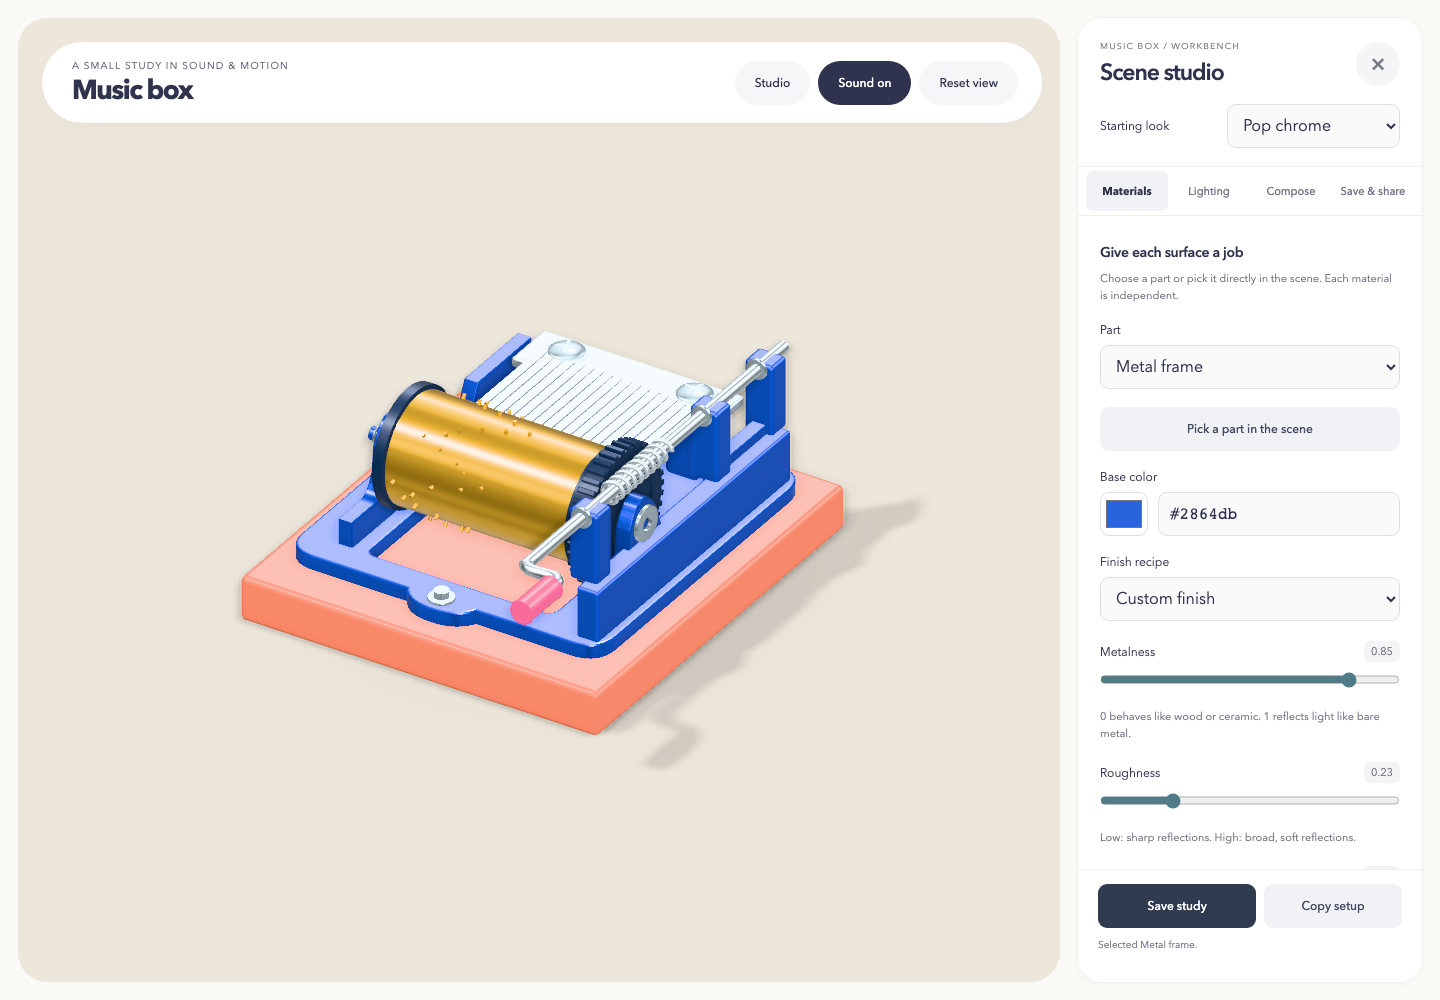 A SMALL STUDY IN SOUND & MOTION
Music box
Studio
Sound on
Reset view
MUSIC BOX / WORKBENCH
Scene studio
Starting look
Pop chrome
Materials
Lighting
Compose
Save & share
Give each surface a job
Choose a part or pick it directly in the scene. Each material
is independent.
Part
Metal frame
Pick a part in the scene
Base color
#2864db
Finish recipe
Custom finish
Metalness
0.85
0 behaves like wood or ceramic. 1 reflects light like bare
metal.
Roughness
0.23
Low: sharp reflections. High: broad, soft reflections.
Save study
Copy setup
Selected Metal frame.